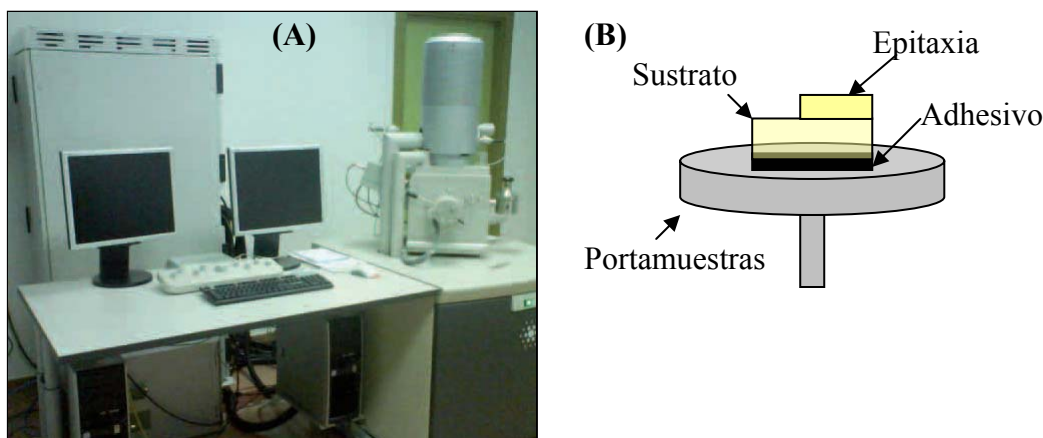 (A)
(B)
Epitaxia
Sustrato
Adhesivo
Portamuestras